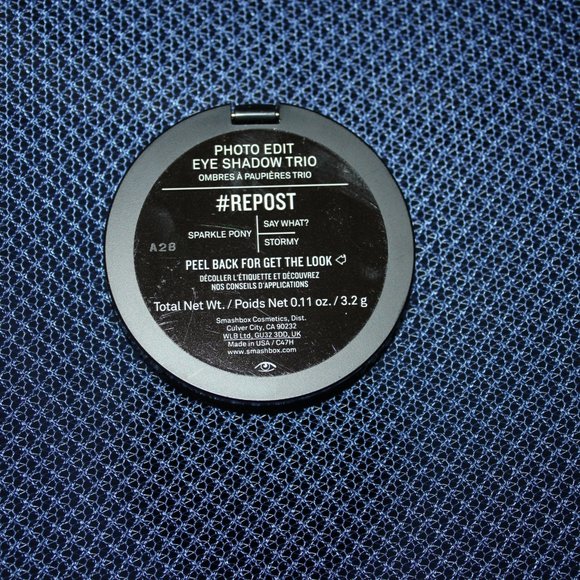 PHOTO EDIT
EYE SHADOW TRIO
OMBRES À PAUPIÈRES TRIO
#REPOST
SPARKLE PONY
SAY WHAT?
STORMY
A28
PEEL BACK FOR GET THE LOOK
DÉCOLLER L'ÉTIQUETTE ET DÉCOUVREZ
NOS CONSEILS D'APPLICATIONS
Total Net Wt. / Poids Net 0.11 oz. / 3.2 g
Smashbox Cosmetics, Dist.
Culver City, CA 90232
WLB Ltd, GU32 3DD, UK
Made in USA / C47H
www.smashbox.com